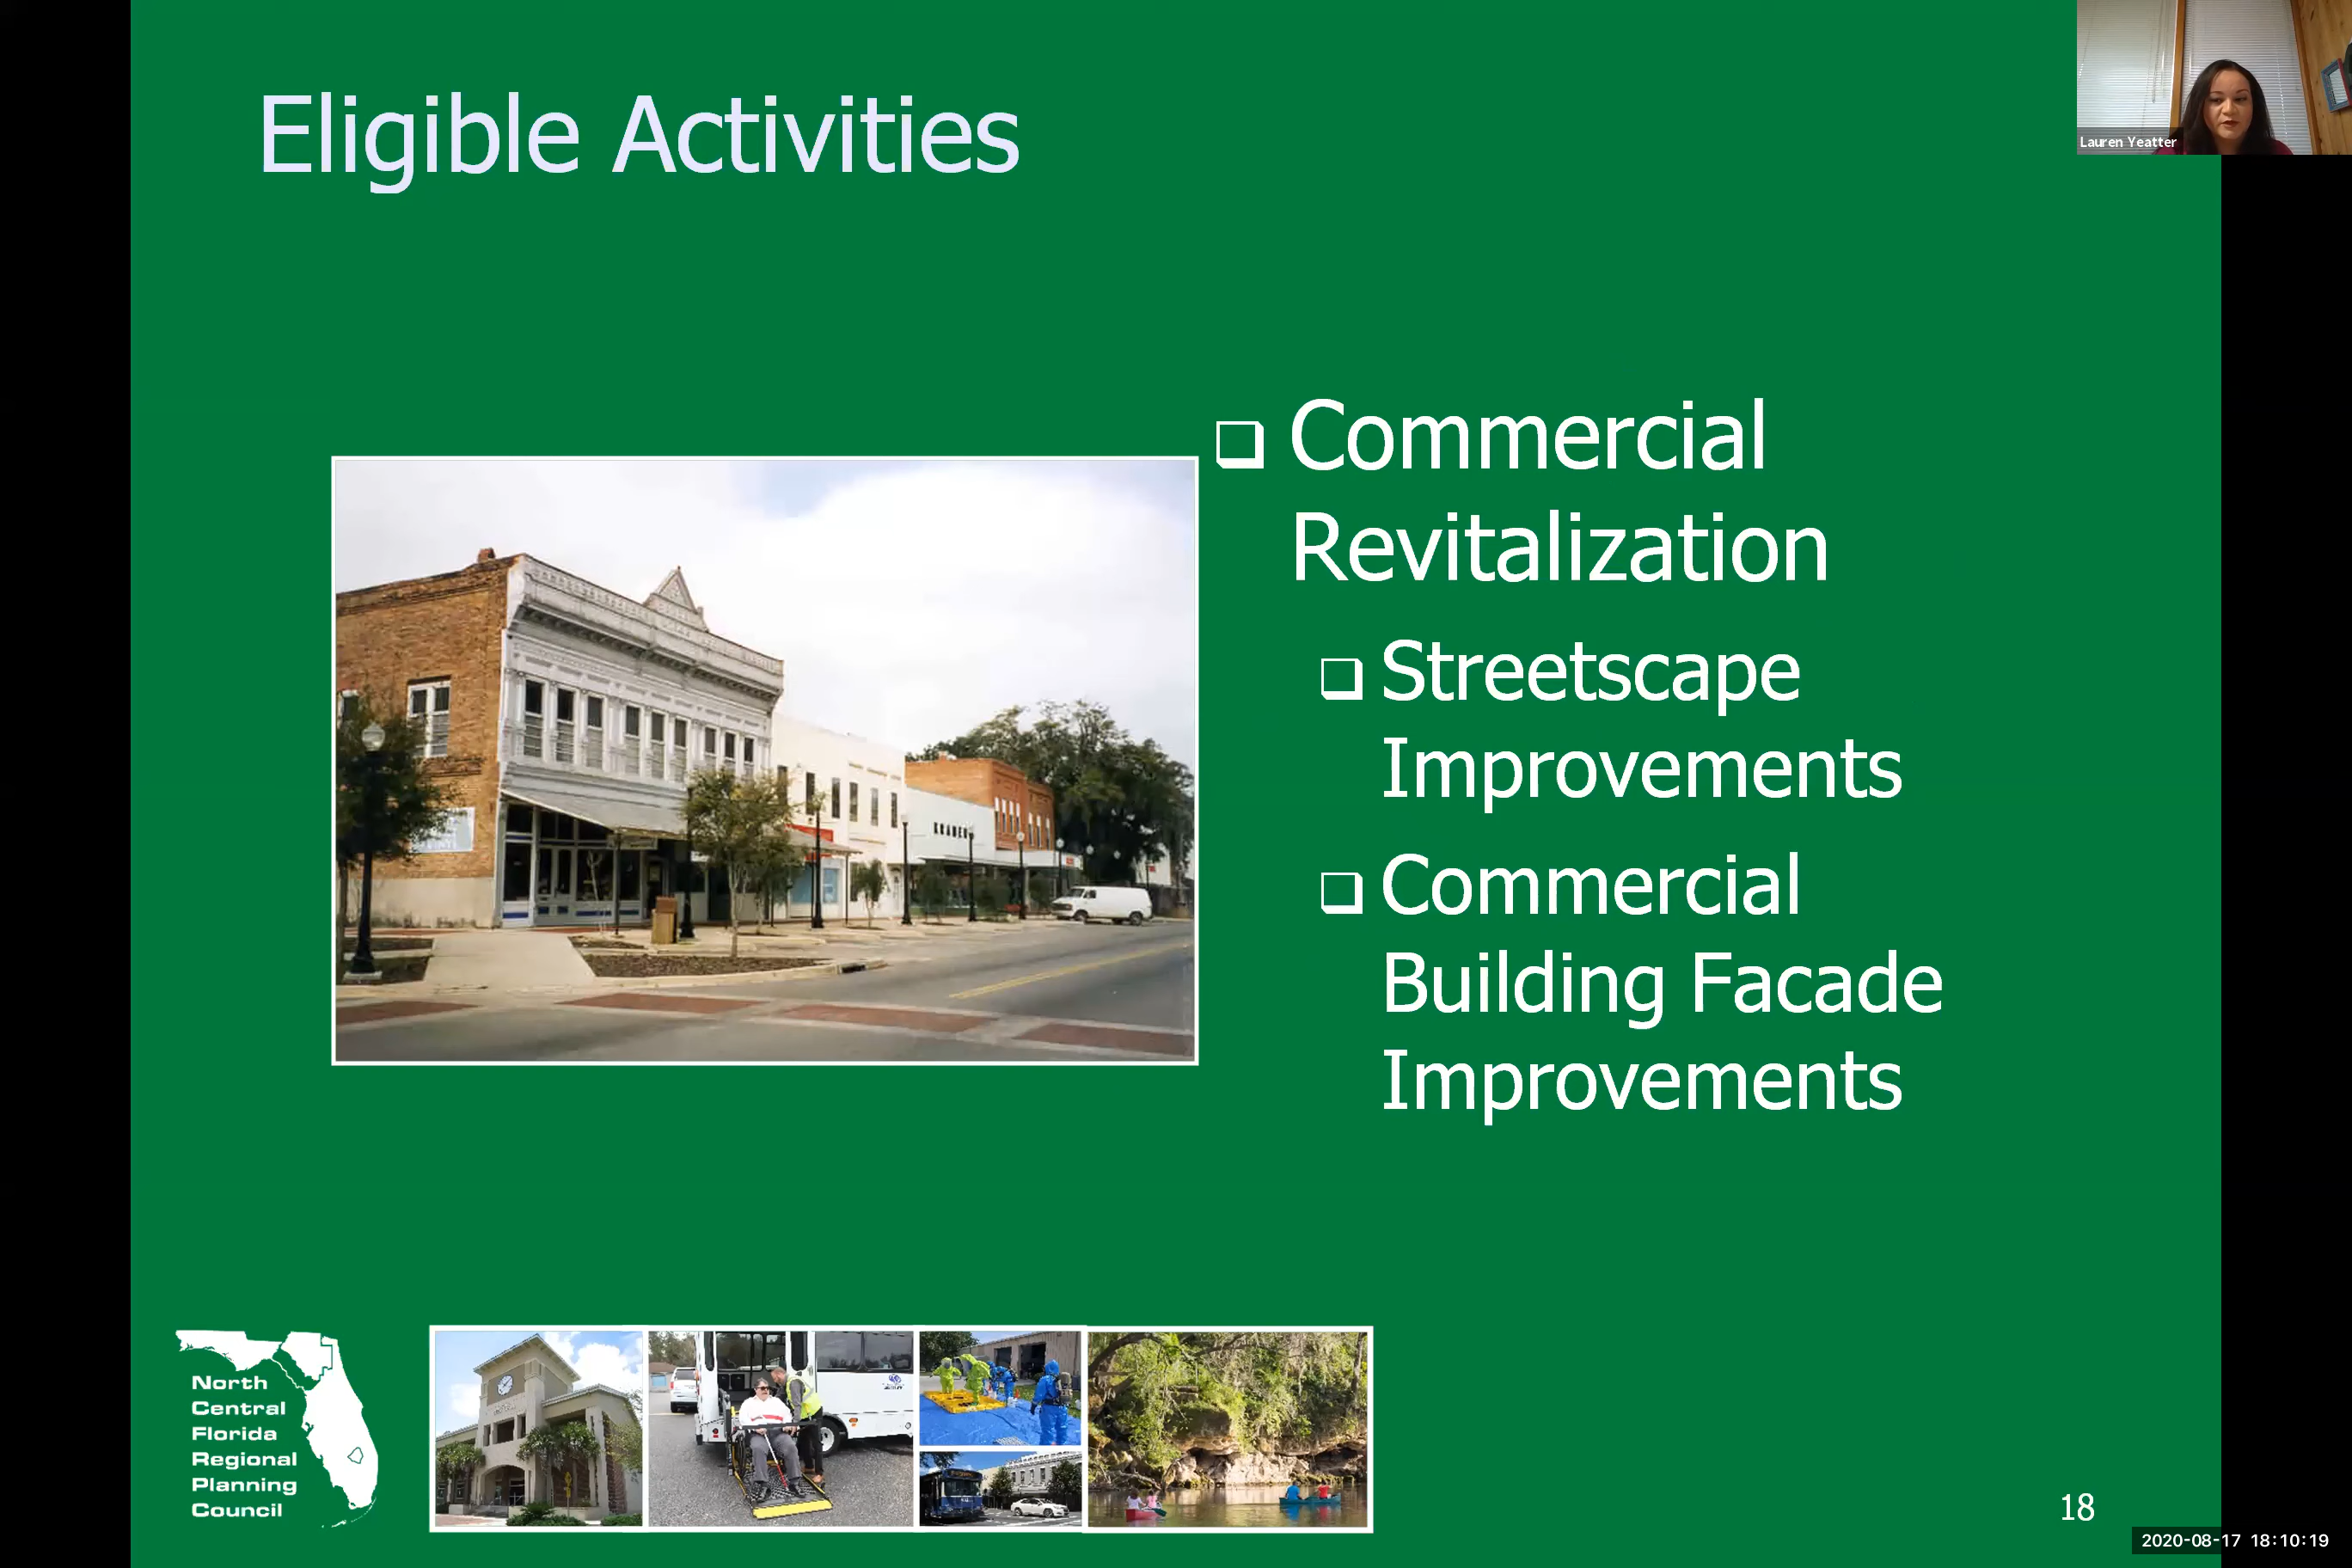 Eligible Activities
Lauren Yeatter
❑ Commercial
Revitalization
❑ Streetscape
Improvements
❑ Commercial
Building Facade
Improvements
North
Central
Florida
Regional
Planning
Council
18
2020-08-17 18:10:19